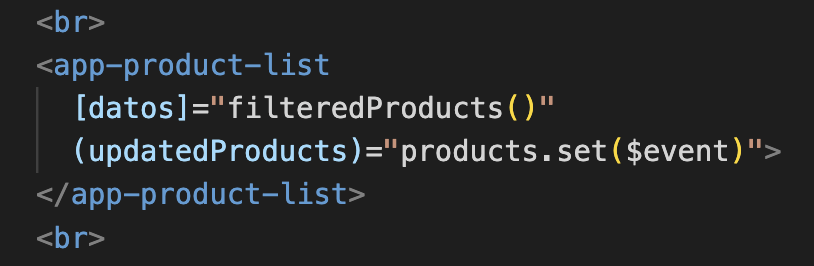 <br>
<app-product-list
[datos]="filteredProducts()"
(updatedProducts)="products.set($event)">
</app-product-list>
<br>